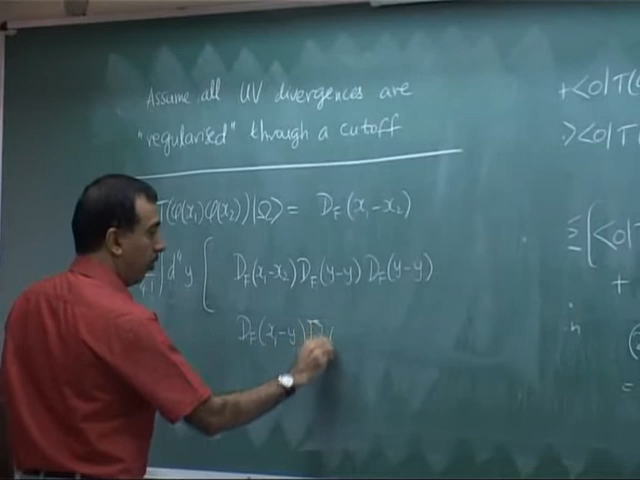 Assume all UV divergences are
"regularised" through a cutoff
T(φ(x₁)φ(x₂))|Ω⟩ = D_F(x₁-x₂)
d⁴y { D_F(x₁-x₂) D_F(y-y) D_F(y-y)
D_F(x₁-y) D
+⟨0|T(
⟩⟨0|T
{⟨0|T
+
=